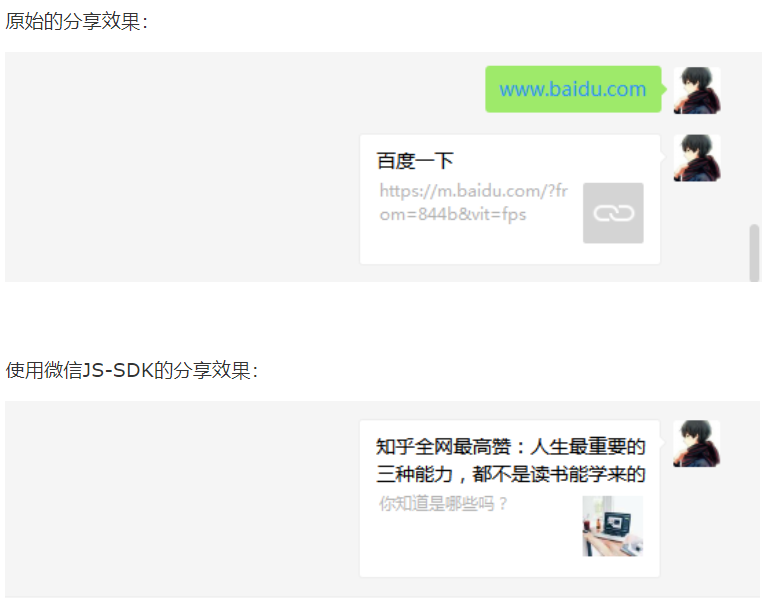 原始的分享效果：
www.baidu.com
百度一下
https://m.baidu.com/?fr
om=844b&vit=fps
使用微信JS-SDK的分享效果：
知乎全网最高赞：人生最重要的
三种能力，都不是读书能学来的
你知道是哪些吗？